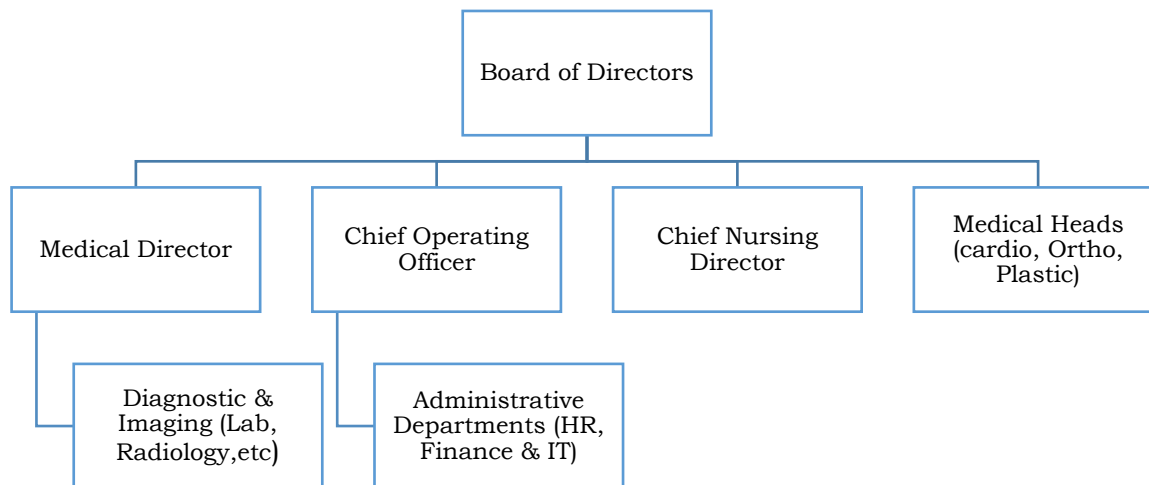 Board of Directors
Medical Director
Chief Operating
Officer
Chief Nursing
Director
Medical Heads
(cardio, Ortho,
Plastic)
Diagnostic &
Imaging (Lab,
Radiology,etc)
Administrative
Departments (HR,
Finance & IT)